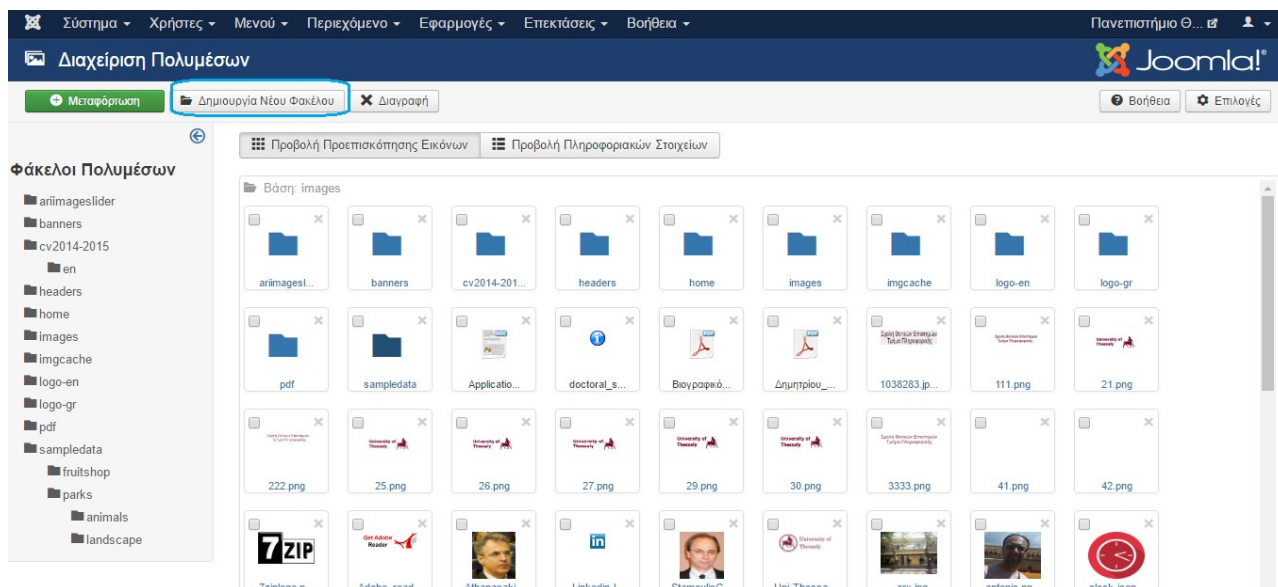 Σύστημα Χρήστες Μενού Περιεχόμενο Εφαρμογές Επεκτάσεις Βοήθεια Πανεπιστήμιο Θ...
Διαχείριση Πολυμέσων Joomla!
Μεταφόρτωση Δημιουργία Νέου Φακέλου Διαγραφή Βοήθεια Επιλογές
Προβολή Προεπισκόπησης Εικόνων Προβολή Πληροφοριακών Στοιχείων
Φάκελοι Πολυμέσων
ariimageslider
banners
cv2014-2015
en
headers
home
images
imgcache
logo-en
logo-gr
pdf
sampledata
fruitshop
parks
animals
landscape
Βάση: images
ariimagesl... banners cv2014-201... headers home images imgcache logo-en logo-gr
pdf sampledata Applicatio... doctoral_s... Βιογραφικό... Δημητρίου_... 1038283.jp... 111.png 21.png
222.png 25.png 26.png 27.png 29.png 30.png 3333.png 41.png 42.png
7ZIP Get Adobe Reader in University of Thessaly